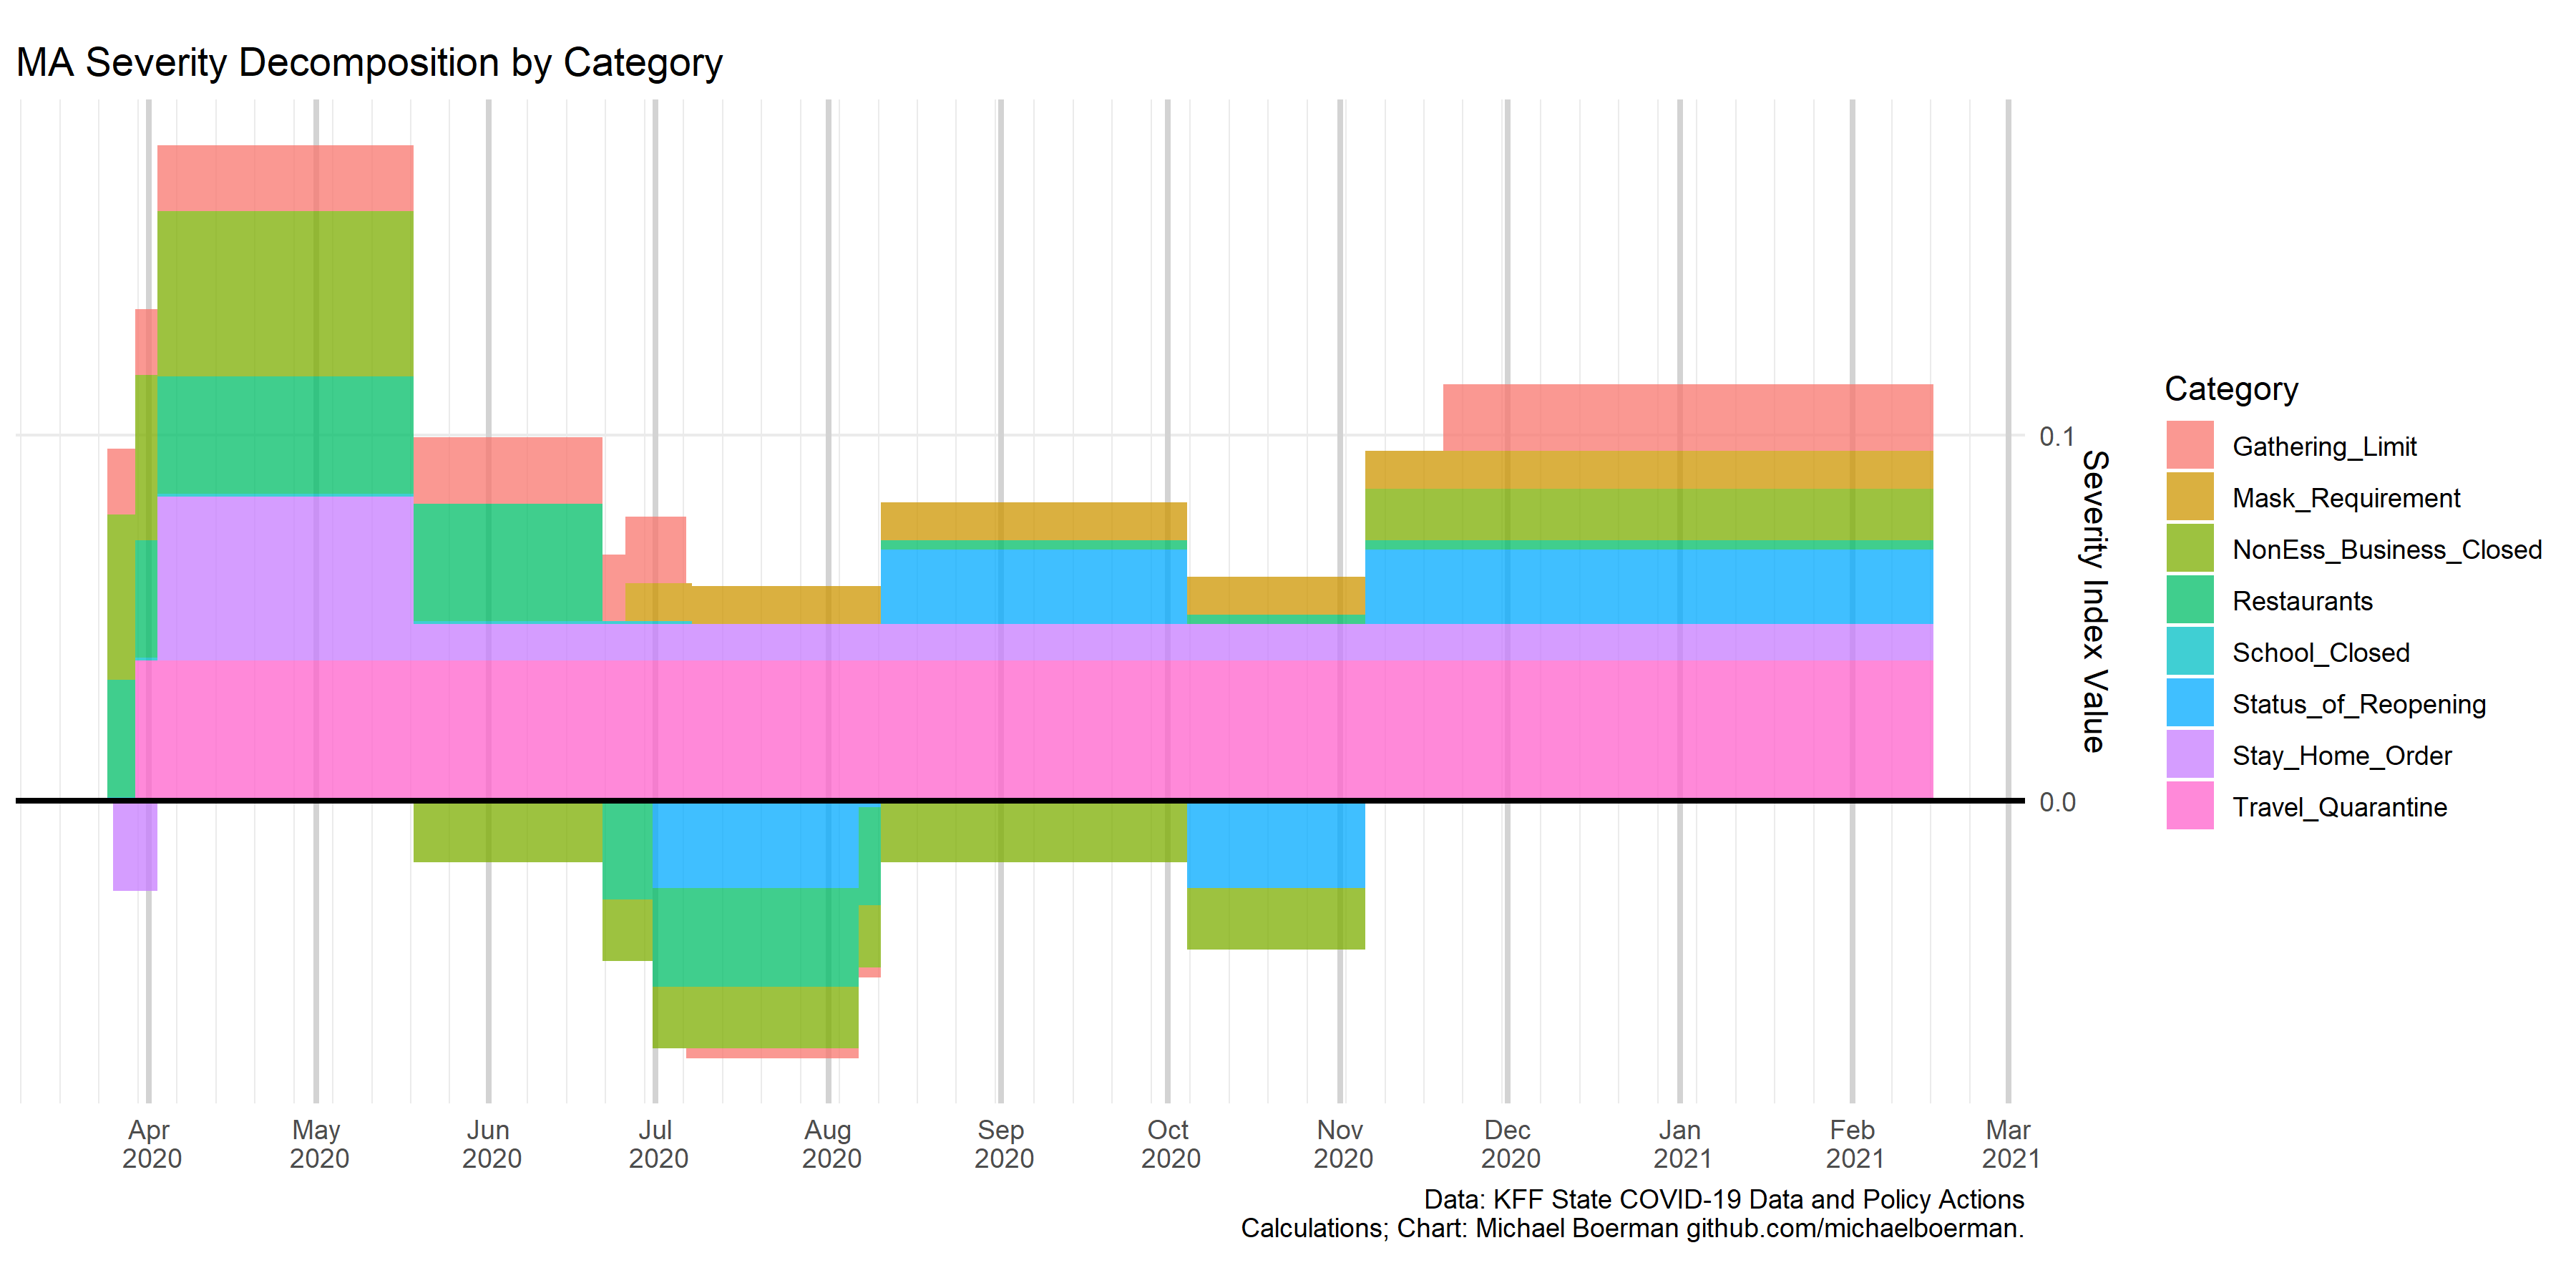 MA Severity Decomposition by Category
0.1
0.0
Severity Index Value
Category
Gathering_Limit
Mask_Requirement
NonEss_Business_Closed
Restaurants
School_Closed
Status_of_Reopening
Stay_Home_Order
Travel_Quarantine
Apr
2020
May
2020
Jun
2020
Jul
2020
Aug
2020
Sep
2020
Oct
2020
Nov
2020
Dec
2020
Jan
2021
Feb
2021
Mar
2021
Data: KFF State COVID-19 Data and Policy Actions
Calculations; Chart: Michael Boerman github.com/michaelboerman.